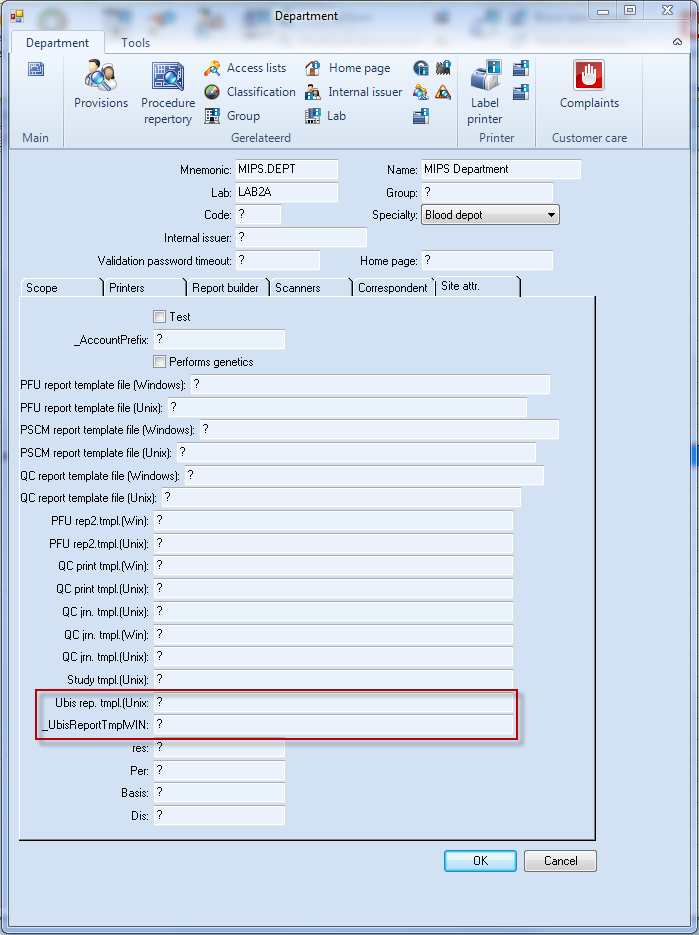 Department
Department Tools
Access lists Home page
Classification Internal issuer
Provisions Procedure repertory Group Lab Label printer Complaints
Main Gerelateerd Printer Customer care
Mnemonic: MIPS.DEPT Name: MIPS Department
Lab: LAB2A Group: ?
Code: ? Specialty: Blood depot
Internal issuer: ?
Validation password timeout: ? Home page: ?
Scope Printers Report builder Scanners Correspondent Site attr.
Test
_AccountPrefix: ?
Performs genetics
PFU report template file (Windows): ?
PFU report template file (Unix): ?
PSCM report template file (Windows): ?
PSCM report template file (Unix): ?
QC report template file (Windows): ?
QC report template file (Unix): ?
PFU rep2.tmpl.(Win): ?
PFU rep2.tmpl.(Unix): ?
QC print tmpl.(Win): ?
QC print tmpl.(Unix): ?
QC jrn. tmpl.(Unix): ?
QC jrn. tmpl.(Win): ?
QC jrn. tmpl.(Unix): ?
Study tmpl.(Unix): ?
Ubis rep. tmpl.(Unix: ?
_UbisReportTmplWIN: ?
res: ?
Per: ?
Basis: ?
Dis: ?
OK Cancel